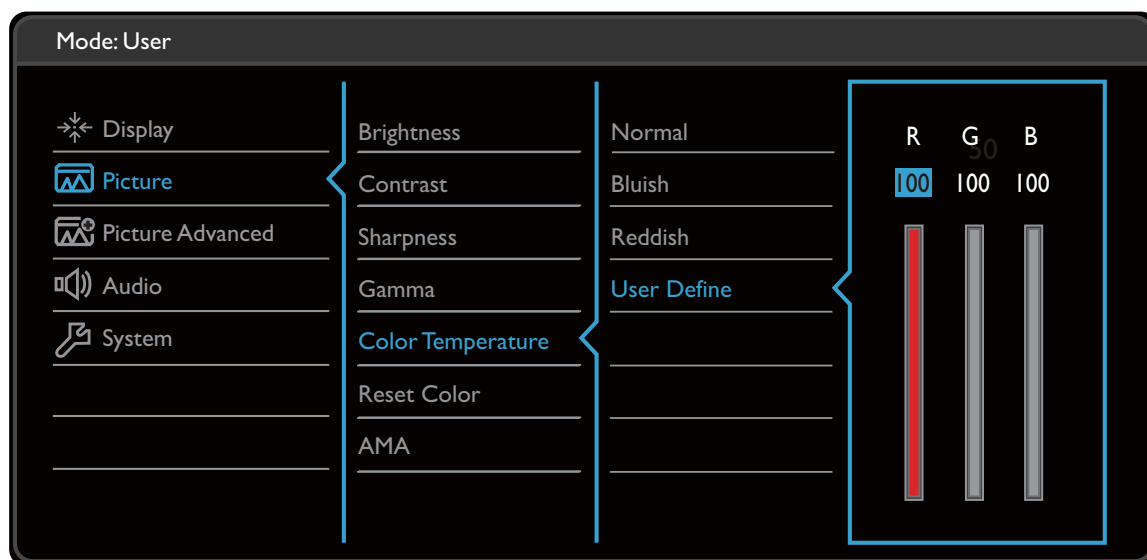 Mode: User
Display
Picture
Picture Advanced
Audio
System
Brightness
Contrast
Sharpness
Gamma
Color Temperature
Reset Color
AMA
Normal
Bluish
Reddish
User Define
R G B
50
100 100 100